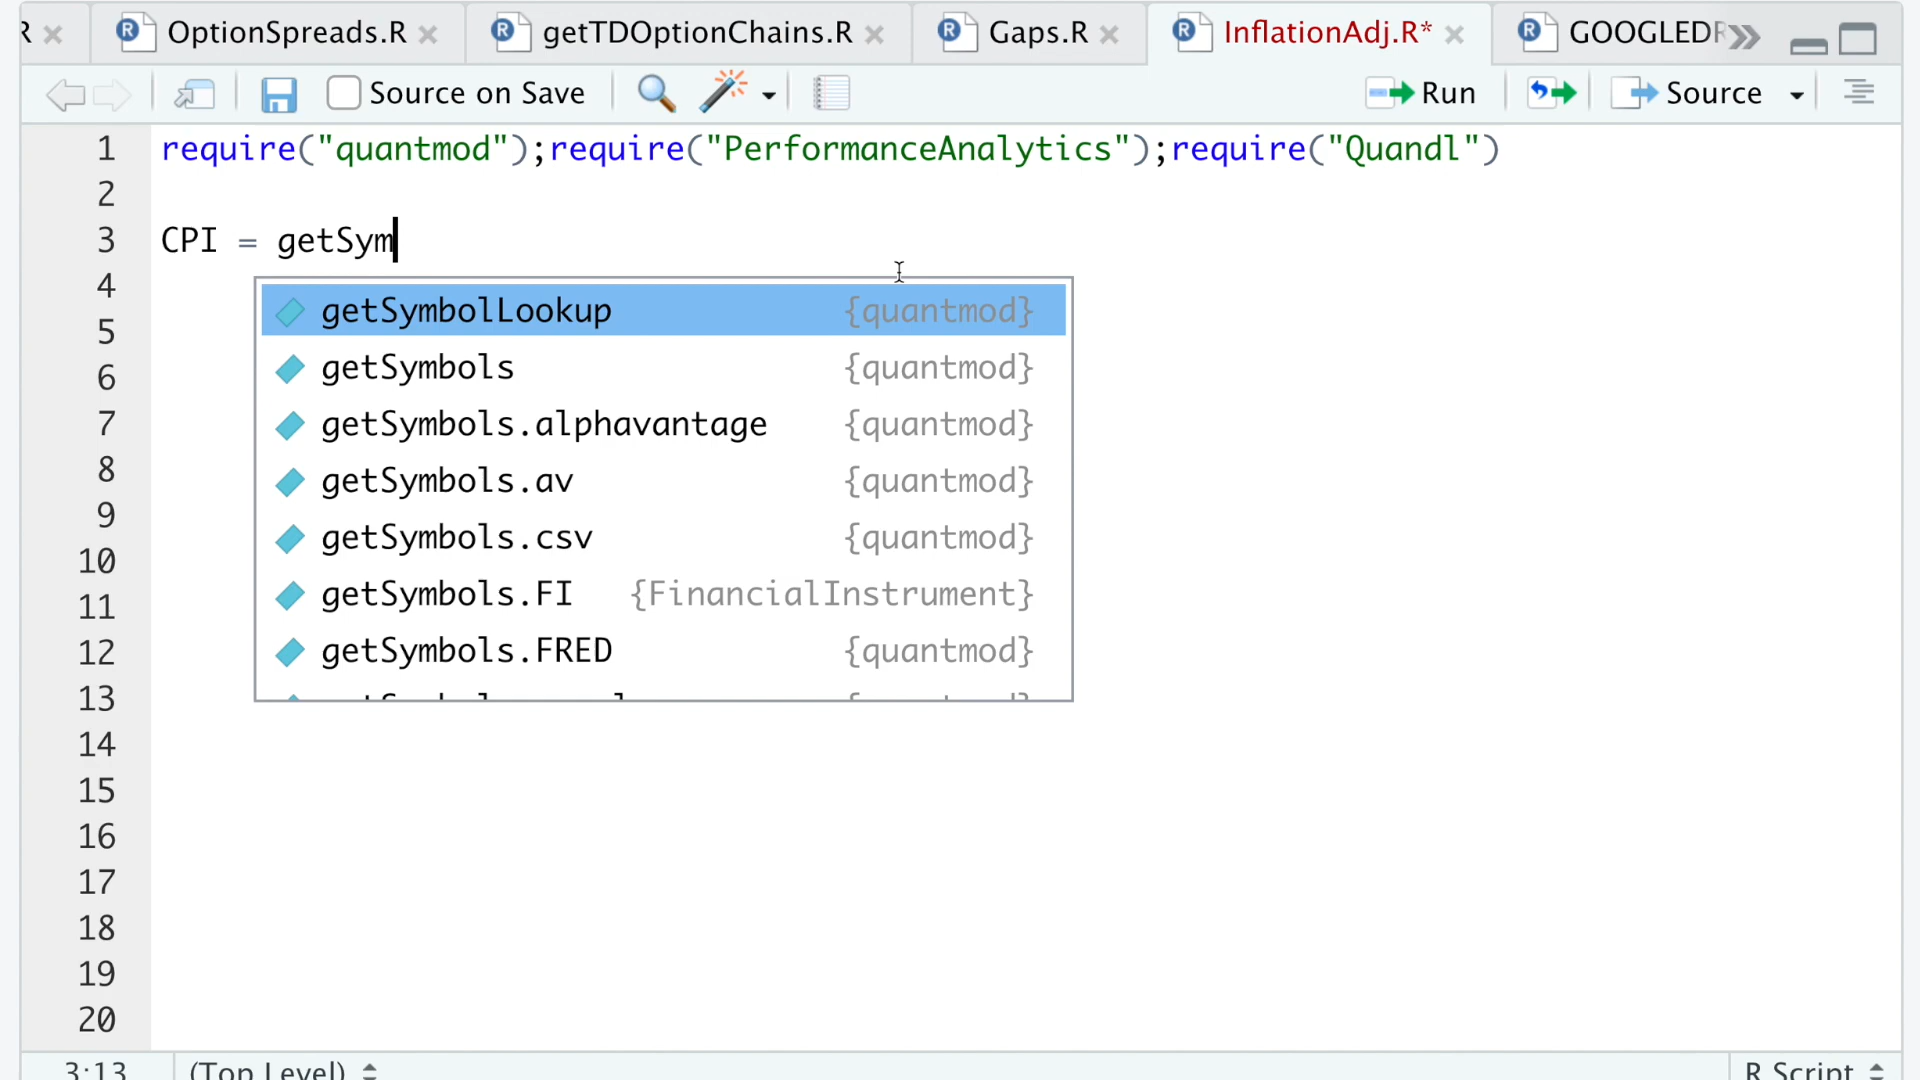 R
OptionSpreads.R
getTDOptionChains.R
Gaps.R
InflationAdj.R*
Source on Save
Run
Source
1 require("quantmod");require("PerformanceAnalytics");require("Quandl")
2
3 CPI = getSym
4
5
6
7
8
9
10
11
12
13
14
15
16
17
18
19
20
getSymbolLookup {quantmod}
getSymbols {quantmod}
getSymbols.alphavantage {quantmod}
getSymbols.av {quantmod}
getSymbols.csv {quantmod}
getSymbols.FI {FinancialInstrument}
getSymbols.FRED {quantmod}
3:13 (Top Level) R Script